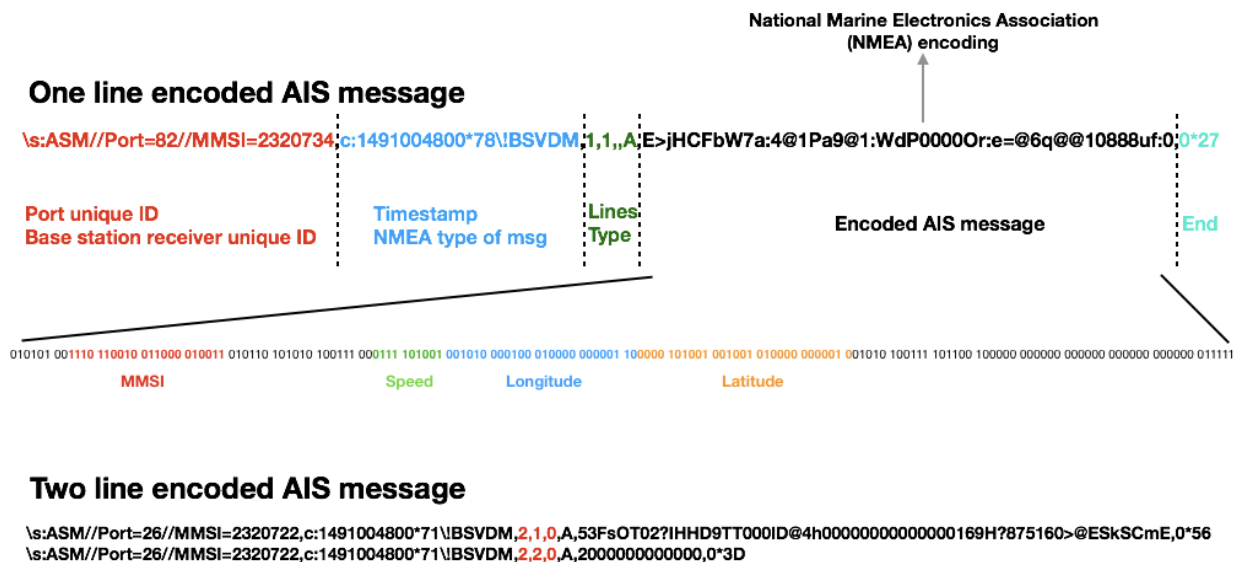 National Marine Electronics Association
(NMEA) encoding
One line encoded AIS message
\s:ASM//Port=82//MMSI=2320734,c:1491004800*78\!BSVDM,1,1,,A,E>jHCFbW7a:4@1Pa9@1:WdP0000Or:e=@6q@@10888uf:0,0*27
Port unique ID
Base station receiver unique ID
Timestamp
NMEA type of msg
Lines
Type
Encoded AIS message
End
010101 001110 110010 011000 010011 010110 101010 100111 000111 101001 001010 000100 010000 000001 100000 101001 001001 010000 000001 001010 100111 101100 100000 000000 000000 000000 000000 011111
MMSI
Speed
Longitude
Latitude
Two line encoded AIS message
\s:ASM//Port=26//MMSI=2320722,c:1491004800*71\!BSVDM,2,1,0,A,53FsOT02?IHHD9TT000ID@4h000000000000000169H?875160>@ESkSCmE,0*56
\s:ASM//Port=26//MMSI=2320722,c:1491004800*71\!BSVDM,2,2,0,A,2000000000000,0*3D